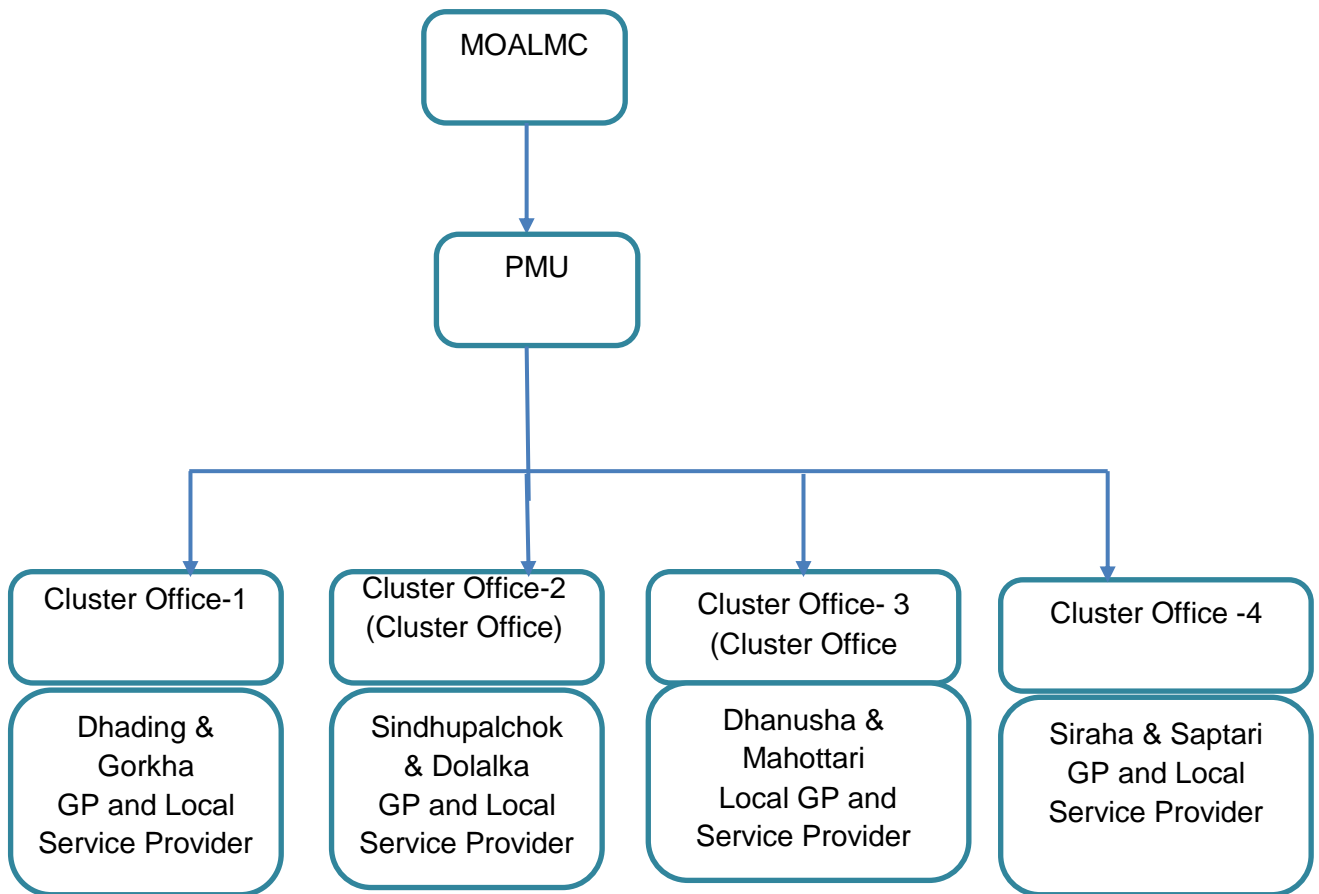 MOALMC
PMU
Cluster Office-1
Cluster Office-2
(Cluster Office)
Cluster Office- 3
(Cluster Office
Cluster Office -4
Dhading &
Gorkha
GP and Local
Service Provider
Sindhupalchok
& Dolalka
GP and Local
Service Provider
Dhanusha &
Mahottari
Local GP and
Service Provider
Siraha & Saptari
GP and Local
Service Provider